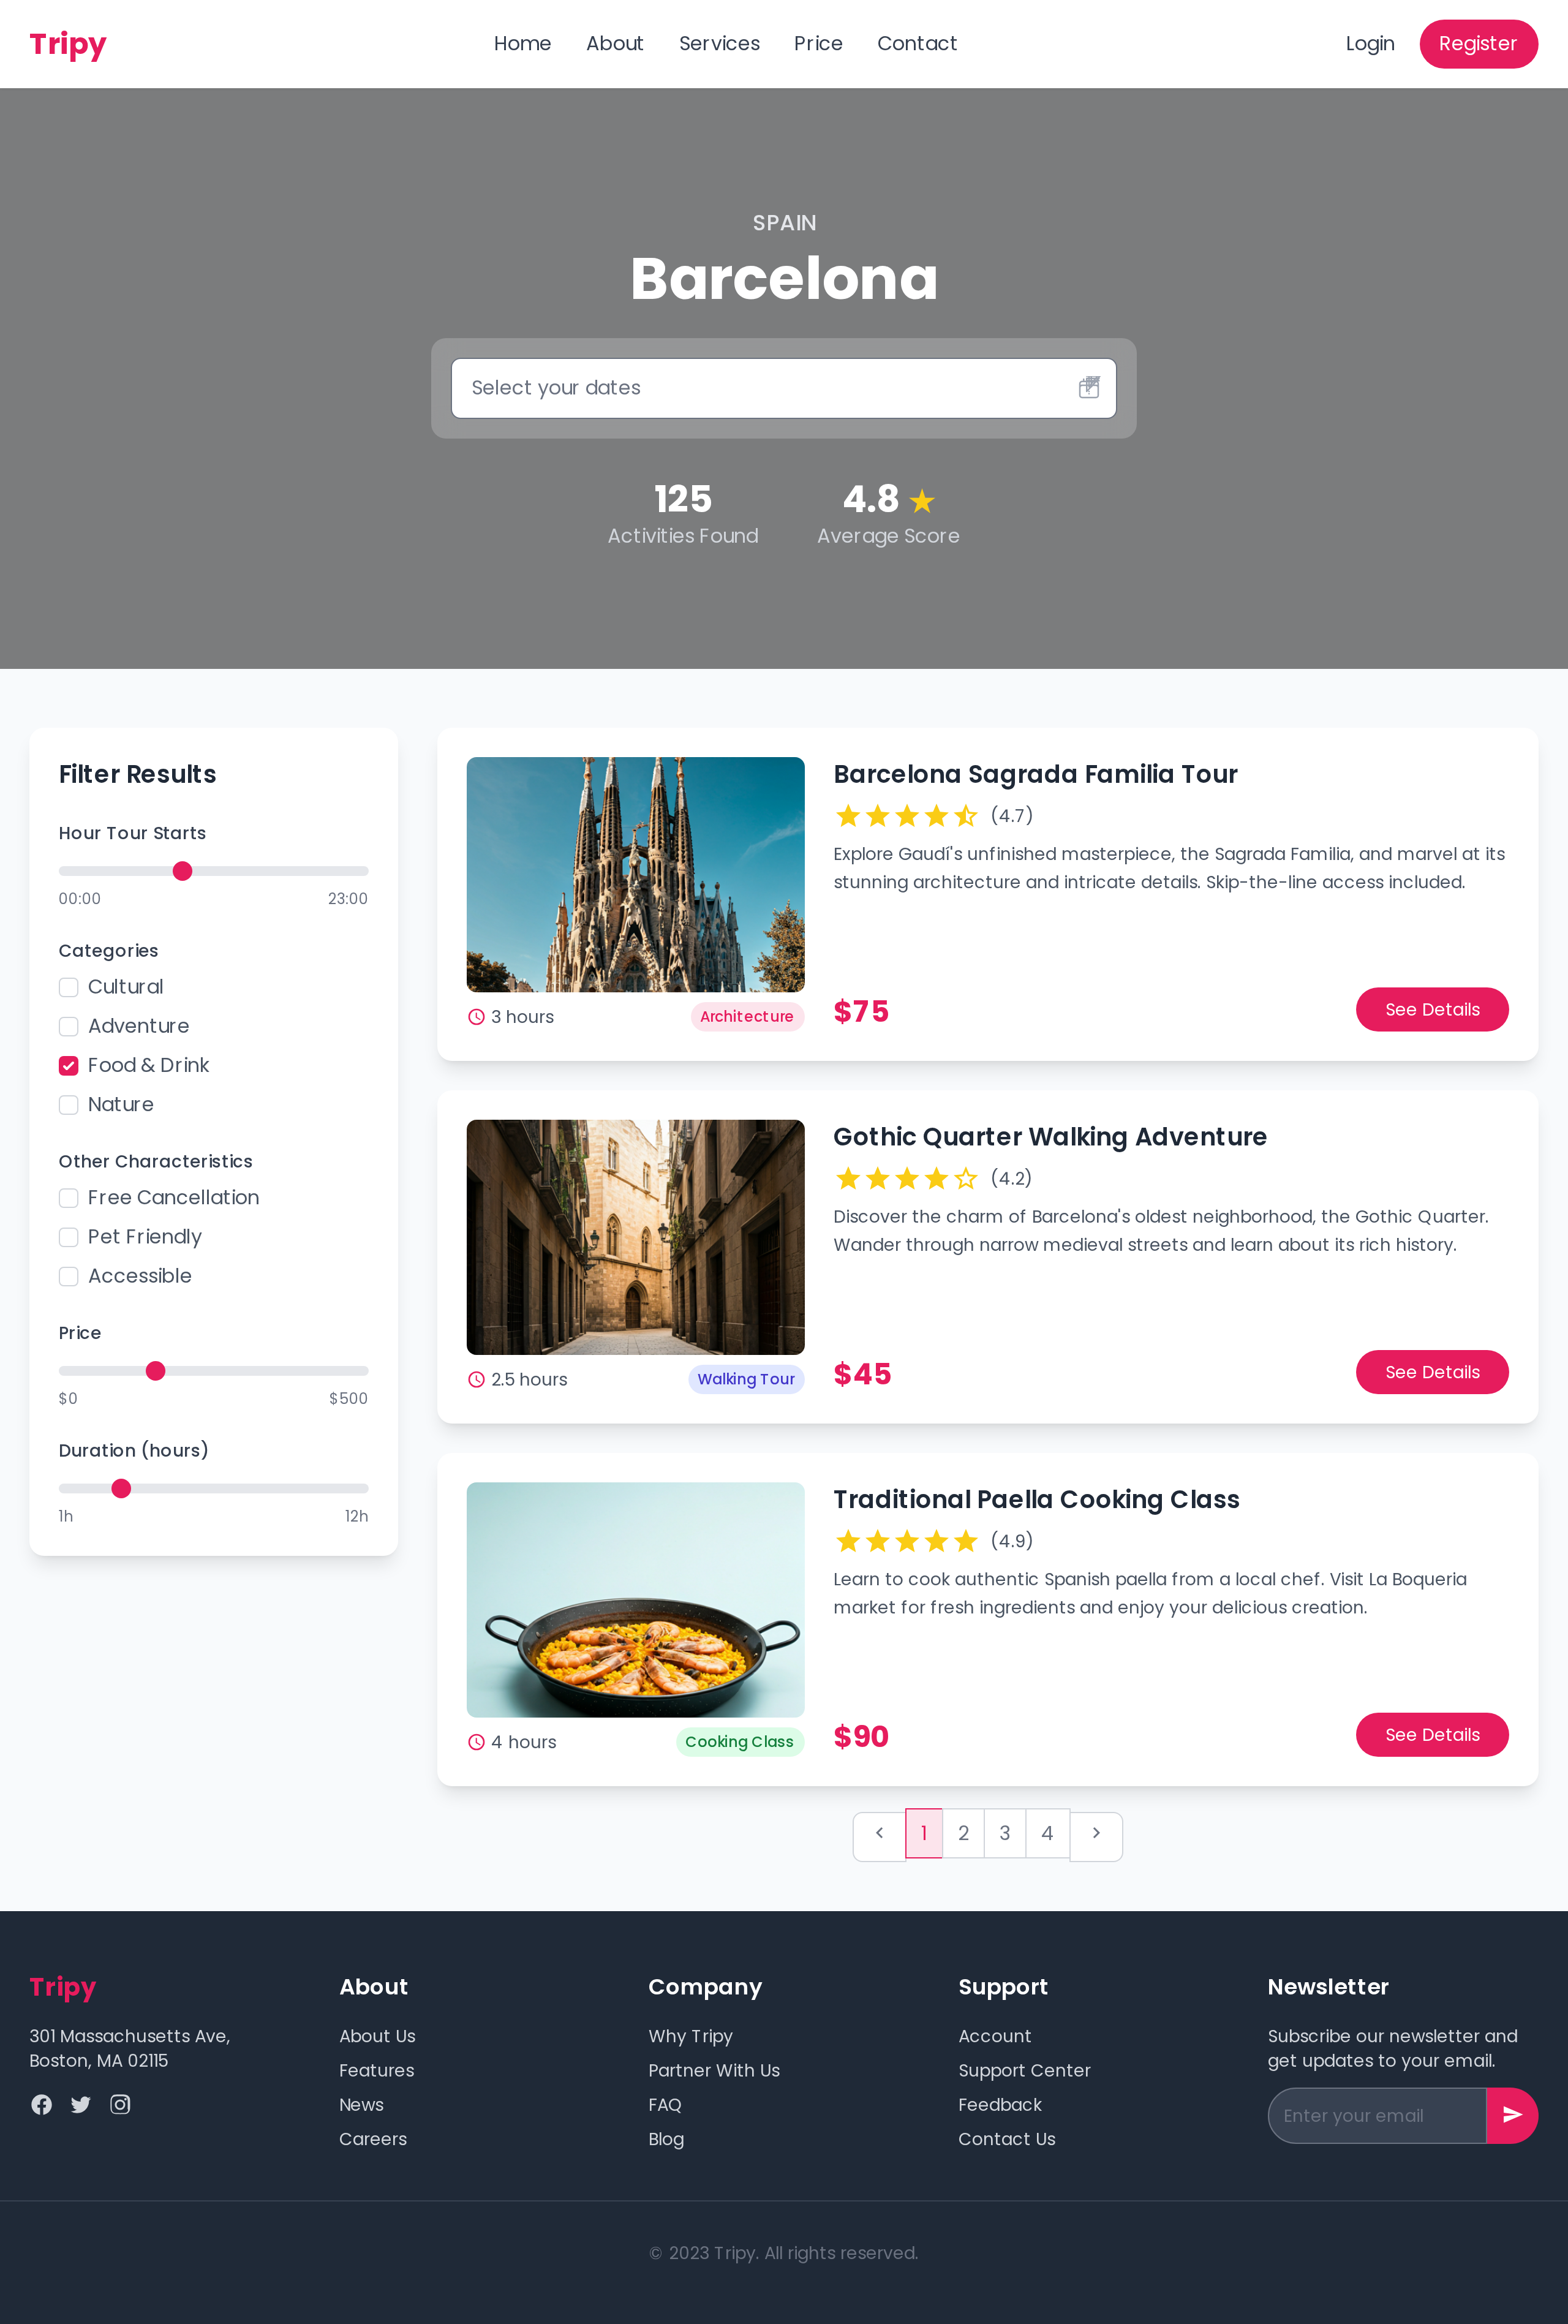 Tripy
Home About Services Price Contact
Login Register
SPAIN
Barcelona
Select your dates
125
Activities Found
4.8
Average Score
Filter Results
Hour Tour Starts
00:00 23:00
Categories
Cultural
Adventure
Food & Drink
Nature
Other Characteristics
Free Cancellation
Pet Friendly
Accessible
Price
$0 $500
Duration (hours)
1h 12h
Barcelona Sagrada Familia Tour
(4.7)
Explore Gaudí's unfinished masterpiece, the Sagrada Familia, and marvel at its
stunning architecture and intricate details. Skip-the-line access included.
3 hours Architecture
$75 See Details
Gothic Quarter Walking Adventure
(4.2)
Discover the charm of Barcelona's oldest neighborhood, the Gothic Quarter.
Wander through narrow medieval streets and learn about its rich history.
2.5 hours Walking Tour
$45 See Details
Traditional Paella Cooking Class
(4.9)
Learn to cook authentic Spanish paella from a local chef. Visit La Boqueria
market for fresh ingredients and enjoy your delicious creation.
4 hours Cooking Class
$90 See Details
1 2 3 4
Tripy
301 Massachusetts Ave,
Boston, MA 02115
About
About Us
Features
News
Careers
Company
Why Tripy
Partner With Us
FAQ
Blog
Support
Account
Support Center
Feedback
Contact Us
Newsletter
Subscribe our newsletter and
get updates to your email.
Enter your email
© 2023 Tripy. All rights reserved.